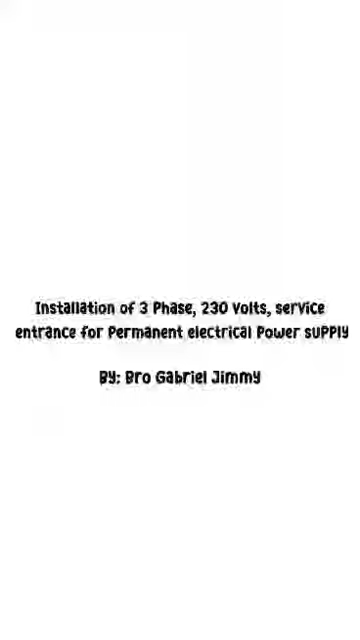 Installation of 3 Phase, 230 Volts, service
entrance for Permanent electrical Power supply
By: Bro Gabriel Jimmy